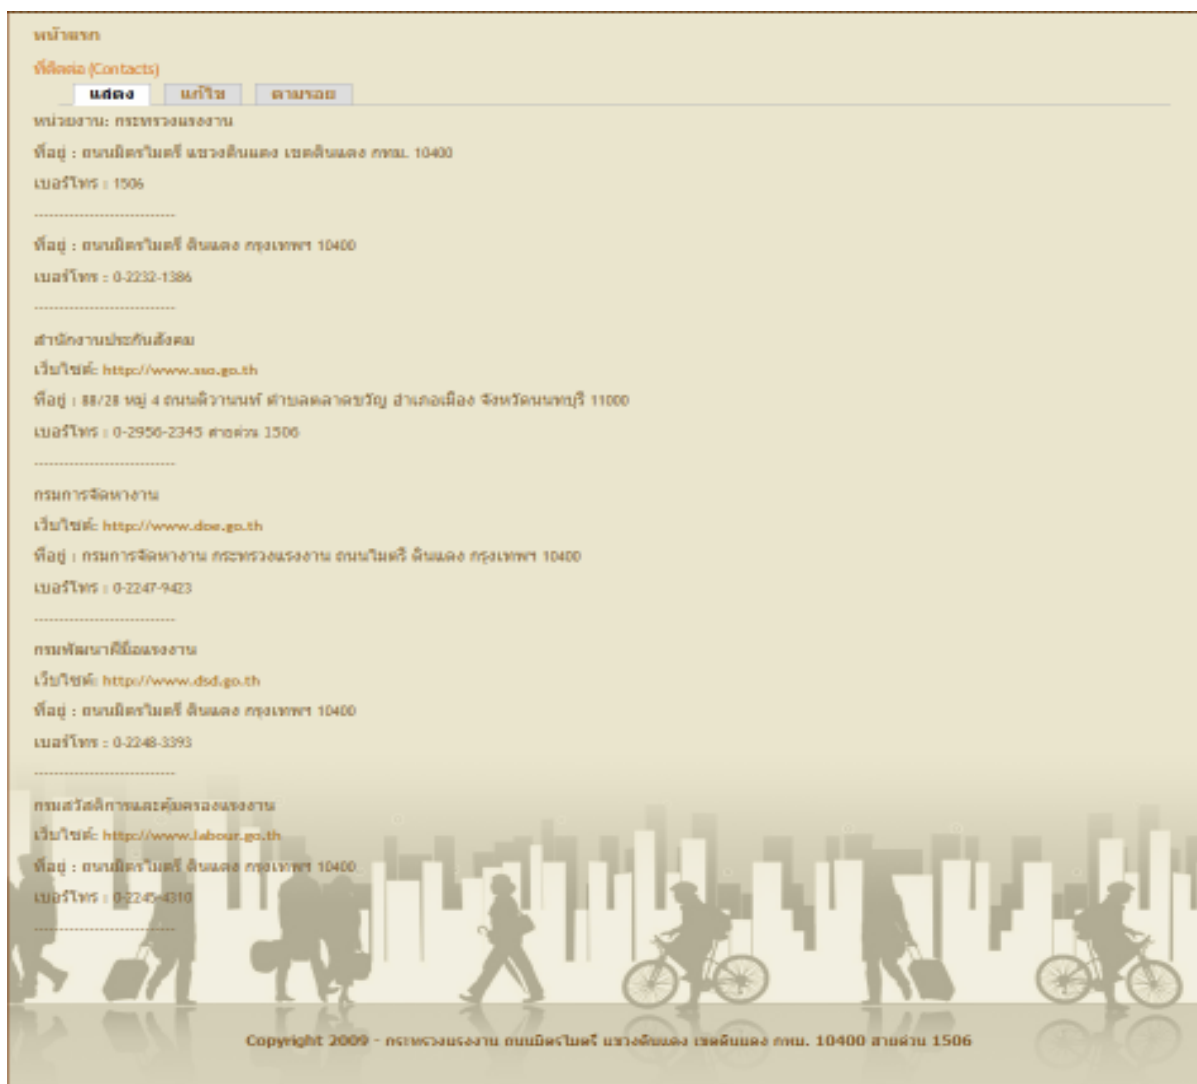 หน้าแรก
ที่ติดต่อ (Contacts)
แสดง แก้ไข ตามรอย
หน่วยงาน: กระทรวงแรงงาน
ที่อยู่ : ถนนมิตรไมตรี แขวงดินแดง เขตดินแดง กทม. 10400
เบอร์โทร : 1506
----------------------------
ที่อยู่ : ถนนมิตรไมตรี ดินแดง กรุงเทพฯ 10400
เบอร์โทร : 0-2232-1386
----------------------------
สำนักงานประกันสังคม
เว็บไซต์: http://www.sso.go.th
ที่อยู่ : 88/28 หมู่ 4 ถนนติวานนท์ ตำบลตลาดขวัญ อำเภอเมือง จังหวัดนนทบุรี 11000
เบอร์โทร : 0-2956-2345 สายด่วน 1506
----------------------------
กรมการจัดหางาน
เว็บไซต์: http://www.doe.go.th
ที่อยู่ : กรมการจัดหางาน กระทรวงแรงงาน ถนนไมตรี ดินแดง กรุงเทพฯ 10400
เบอร์โทร : 0-2247-9423
----------------------------
กรมพัฒนาฝีมือแรงงาน
เว็บไซต์: http://www.dsd.go.th
ที่อยู่ : ถนนมิตรไมตรี ดินแดง กรุงเทพฯ 10400
เบอร์โทร : 0-2248-3393
----------------------------
กรมสวัสดิการและคุ้มครองแรงงาน
เว็บไซต์: http://www.labour.go.th
ที่อยู่ : ถนนมิตรไมตรี ดินแดง กรุงเทพฯ 10400
เบอร์โทร : 0-2245-4310
----------------------------
Copyright 2009 - กระทรวงแรงงาน ถนนมิตรไมตรี แขวงดินแดง เขตดินแดง กทม. 10400 สายด่วน 1506